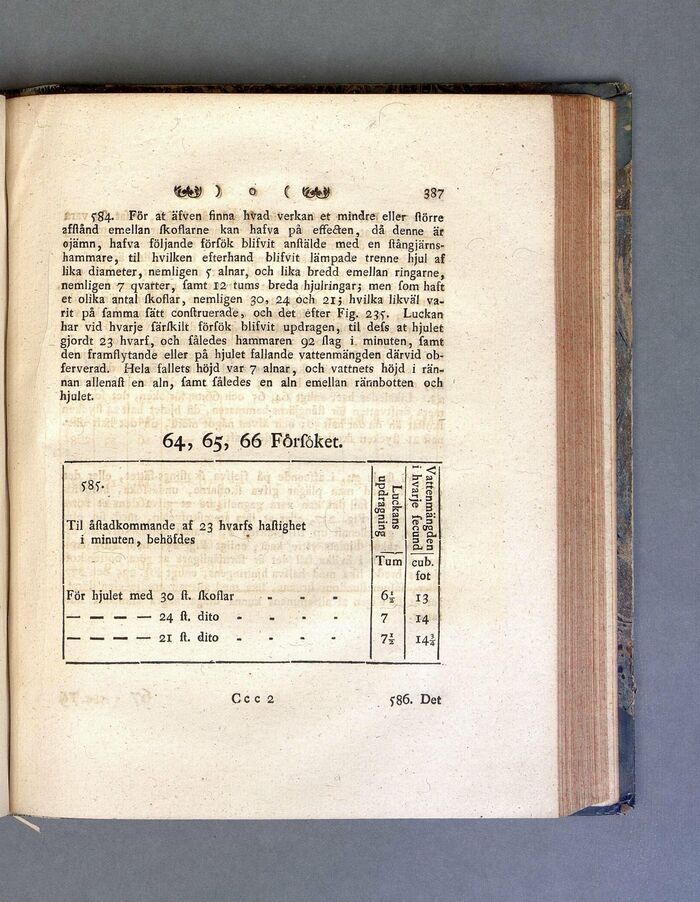 ) o ( 387
584. För at äfven finna hvad verkan et mindre eller ſtörre
afſtånd emellan ſkoflarne kan hafva på effecten, då denne är
ojämn, hafva följande förſök blifvit anſtälde med en ſtångjärns-
hammare, til hvilken efterhand blifvit lämpade trenne hjul af
lika diameter, nemligen 5 alnar, och lika bredd emellan ringarne,
nemligen 7 qvarter, ſamt 12 tums breda hjulringar; men ſom haft
et olika antal ſkoflar, nemligen 30, 24 och 21; hvilka likväl va-
rit på ſamma ſätt conſtruerade, och det efter Fig. 235. Luckan
har vid hvarje ſärſkilt förſök blifvit updragen, til deſs at hjulet
gjordt 23 hvarf, och ſåledes hammaren 92 ſlag i minuten, ſamt
den framflytande eller på hjulet fallande vattenmängden därvid ob-
ſerverad. Hela fallets höjd var 7 alnar, och vattnets höjd i rän-
nan allenaſt en aln, ſamt ſåledes en aln emellan rännbotten och
hjulet.
64, 65, 66 Förſöket.
585.
Til åſtadkommande af 23 hvarfs haſtighet
i minuten, behöfdes
Luckans
updragning
Vattenmängden
i hvarje ſecund
Tum cub.
fot
För hjulet med 30 ſt. ſkoflar - - - 6½ 13
— — — — 24 ſt. dito - - - - 7 14
— — — — 21 ſt. dito - - - - 7½ 14¾
Ccc 2 586. Det